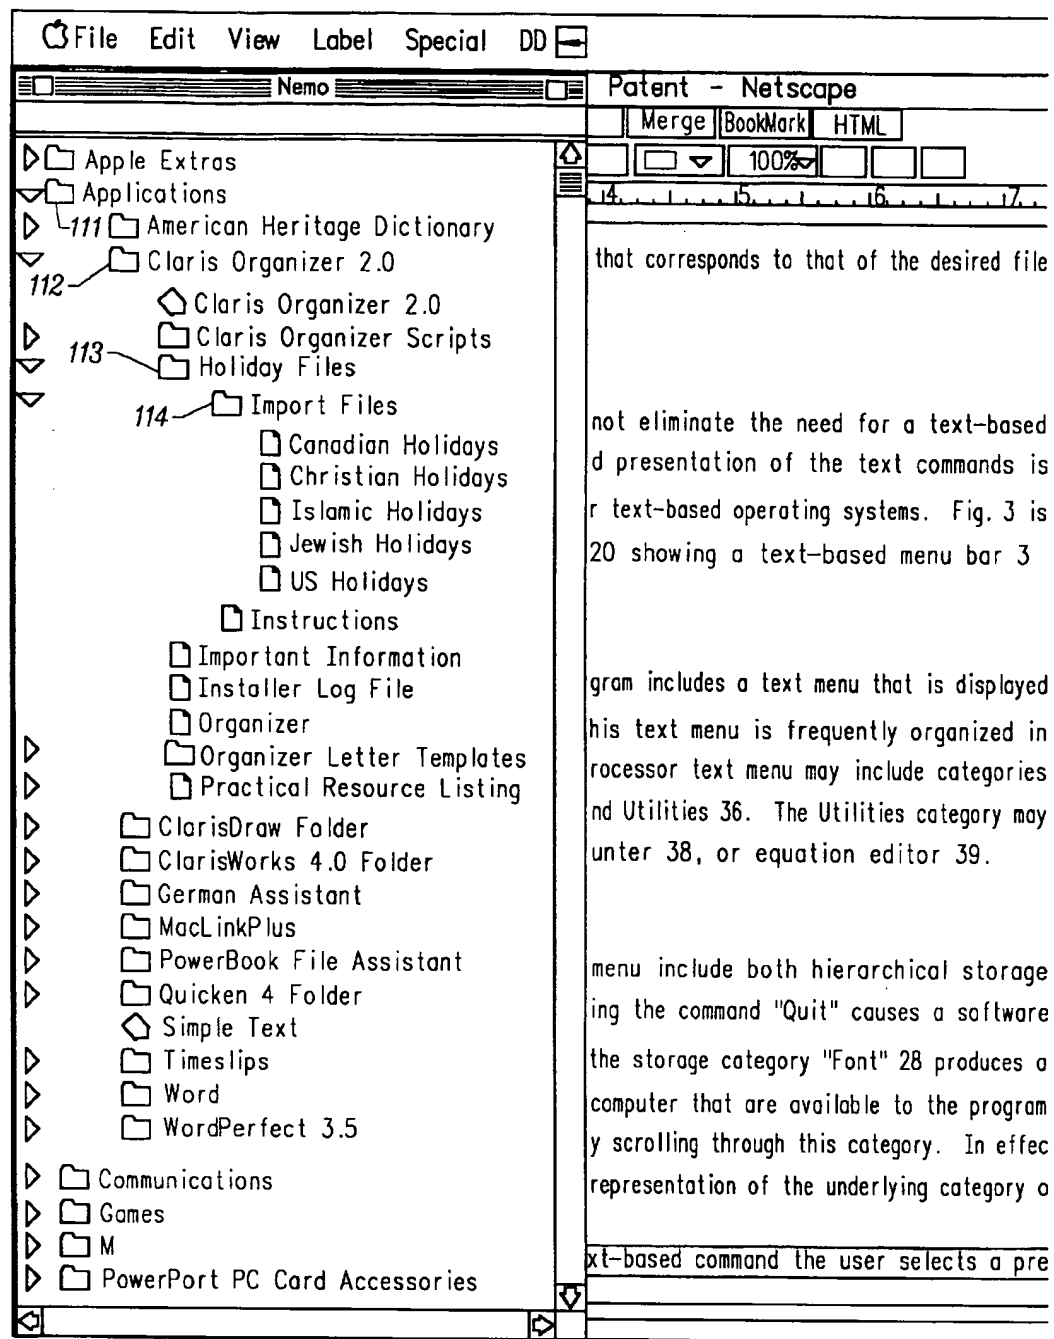 File Edit View Label Special DD
Nemo
Apple Extras
Applications
111 American Heritage Dictionary
Claris Organizer 2.0
112
Claris Organizer 2.0
Claris Organizer Scripts
113
Holiday Files
114 Import Files
Canadian Holidays
Christian Holidays
Islamic Holidays
Jewish Holidays
US Holidays
Instructions
Important Information
Installer Log File
Organizer
Organizer Letter Templates
Practical Resource Listing
ClarisDraw Folder
ClarisWorks 4.0 Folder
German Assistant
MacLinkPlus
PowerBook File Assistant
Quicken 4 Folder
Simple Text
Timeslips
Word
WordPerfect 3.5
Communications
Games
M
PowerPort PC Card Accessories
Patent - Netscape
Merge BookMark HTML
100%
4 5 6 7
that corresponds to that of the desired file
not eliminate the need for a text-based
d presentation of the text commands is
r text-based operating systems. Fig. 3 is
20 showing a text-based menu bar 3
gram includes a text menu that is displayed
his text menu is frequently organized in
rocessor text menu may include categories
nd Utilities 36. The Utilities category may
unter 38, or equation editor 39.
menu include both hierarchical storage
ing the command "Quit" causes a software
the storage category "Font" 28 produces a
computer that are available to the program
y scrolling through this category. In effec
representation of the underlying category o
xt-based command the user selects a pre